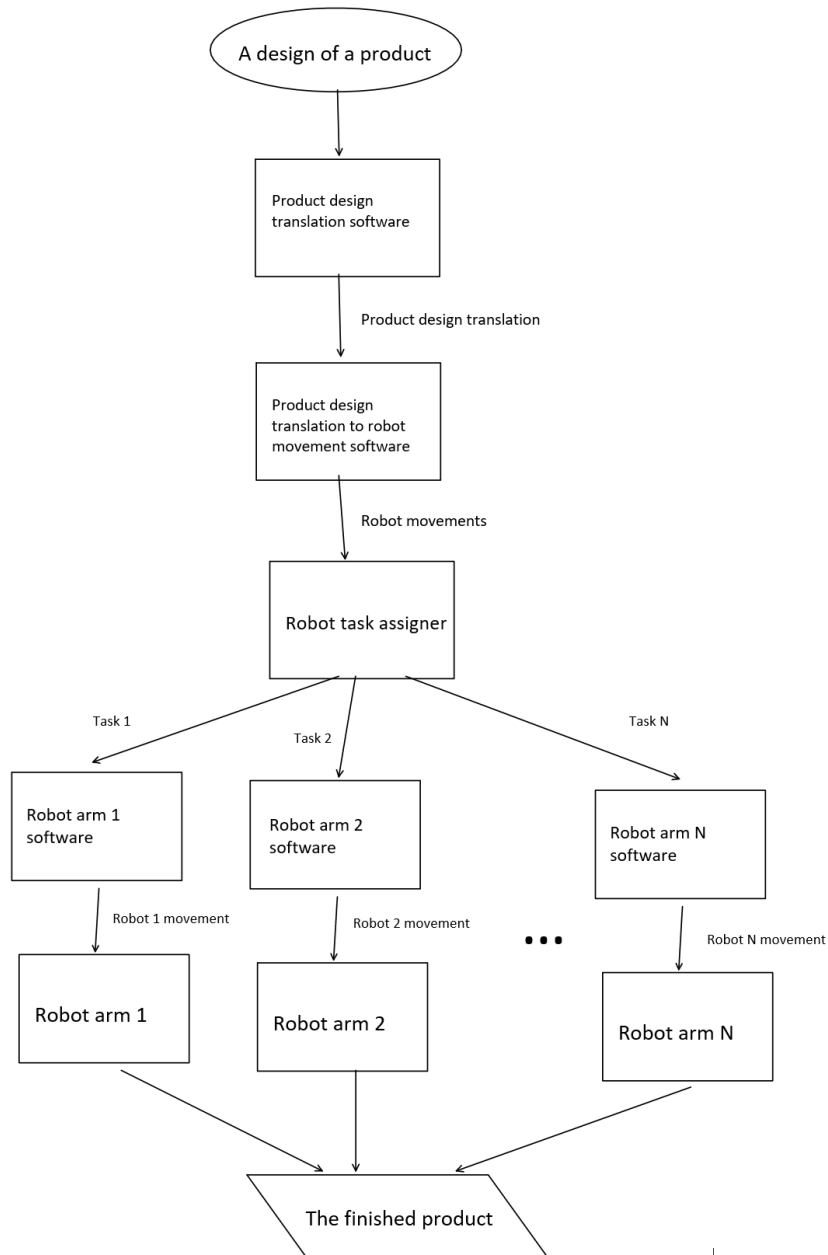 A design of a product
Product design
translation software
Product design translation
Product design
translation to robot
movement software
Robot movements
Robot task assigner
Task 1
Task 2
Task N
Robot arm 1
software
Robot arm 2
software
Robot arm N
software
Robot 1 movement
Robot 2 movement
...
Robot N movement
Robot arm 1
Robot arm 2
Robot arm N
The finished product